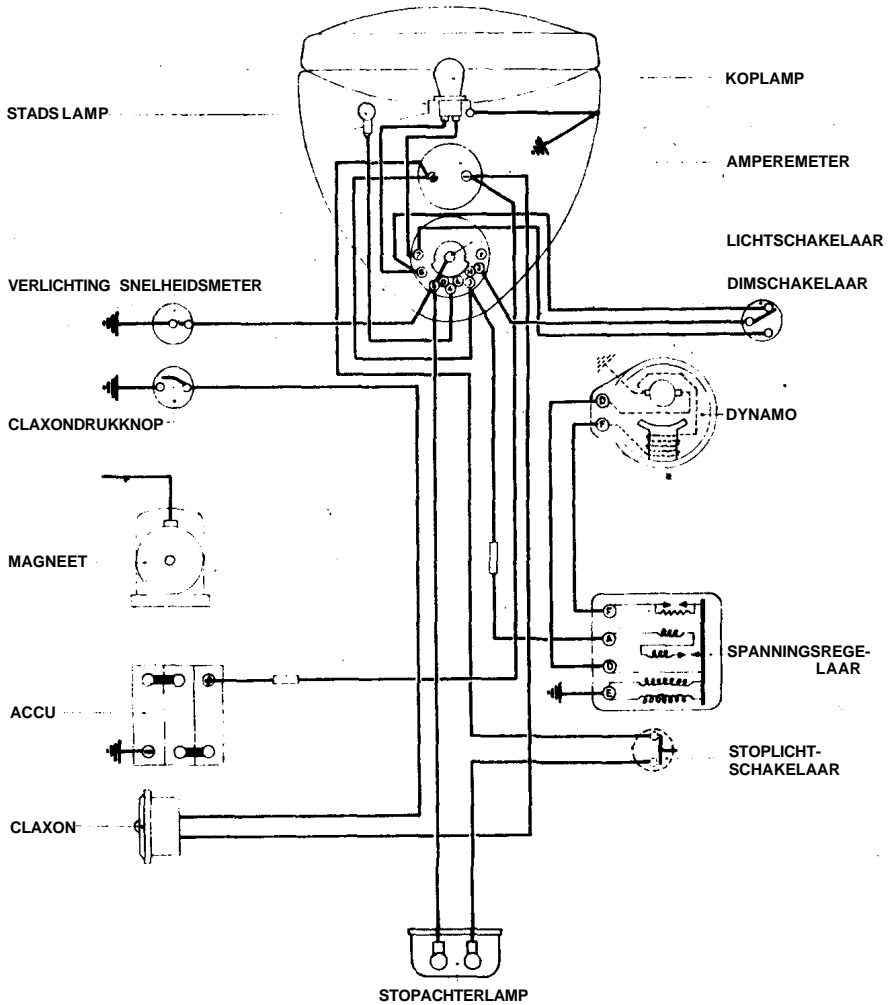 KOPLAMP
STADS LAMP
AMPEREMETER
LICHTSCHAKELAAR
VERLICHTING SNELHEIDSMETER
DIMSCHAKELAAR
CLAXONDRUKKNOP
D
DYNAMO
F
MAGNEET
F
A
SPANNINGSREGE-
LAAR
D
E
ACCU
STOPLICHT-
SCHAKELAAR
CLAXON
STOPACHTERLAMP